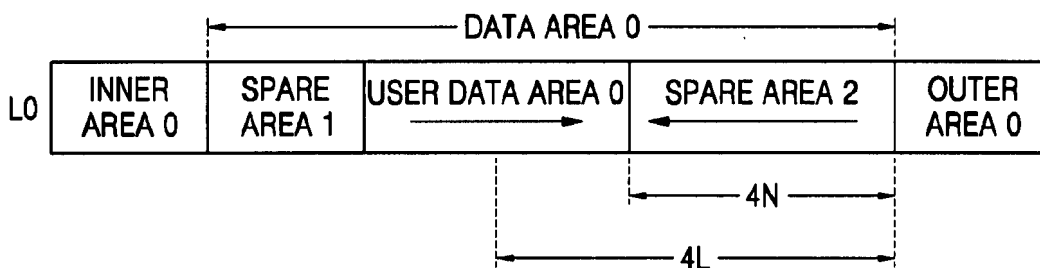 DATA AREA 0
L0
INNER AREA 0
SPARE AREA 1
USER DATA AREA 0
SPARE AREA 2
OUTER AREA 0
4N
4L